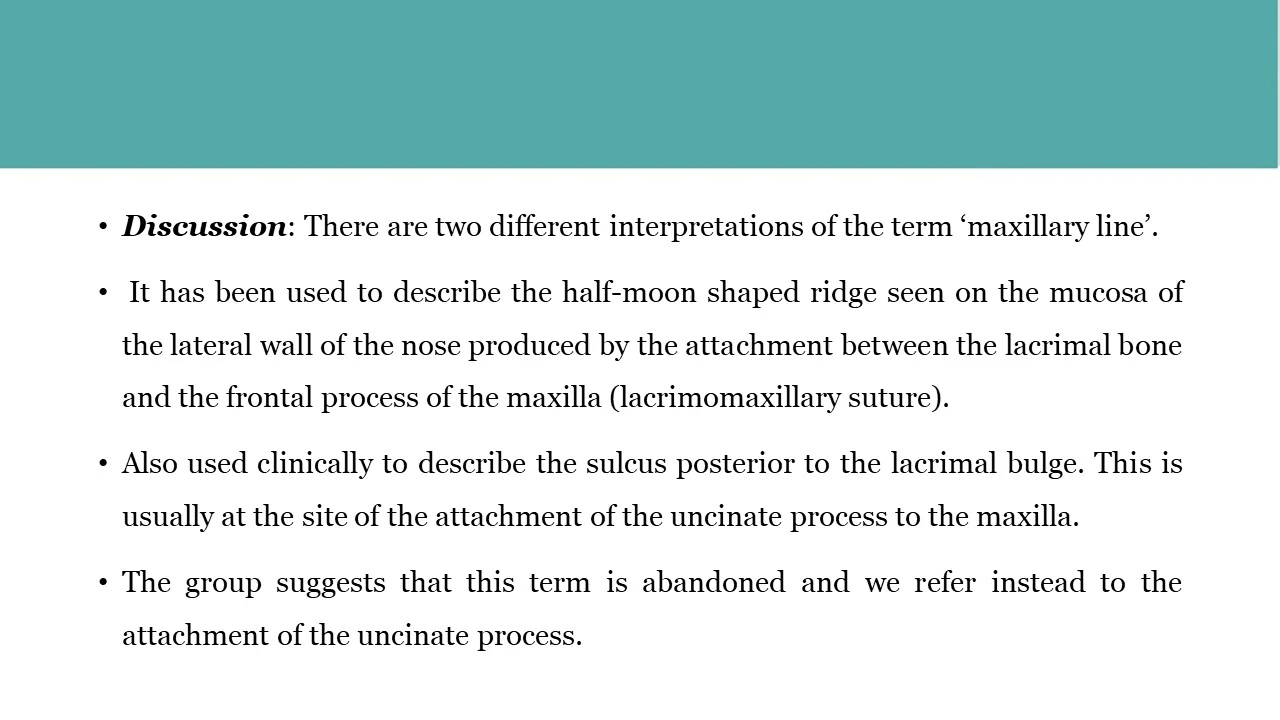 • Discussion: There are two different interpretations of the term ‘maxillary line’.
• It has been used to describe the half-moon shaped ridge seen on the mucosa of
the lateral wall of the nose produced by the attachment between the lacrimal bone
and the frontal process of the maxilla (lacrimomaxillary suture).
• Also used clinically to describe the sulcus posterior to the lacrimal bulge. This is
usually at the site of the attachment of the uncinate process to the maxilla.
• The group suggests that this term is abandoned and we refer instead to the
attachment of the uncinate process.